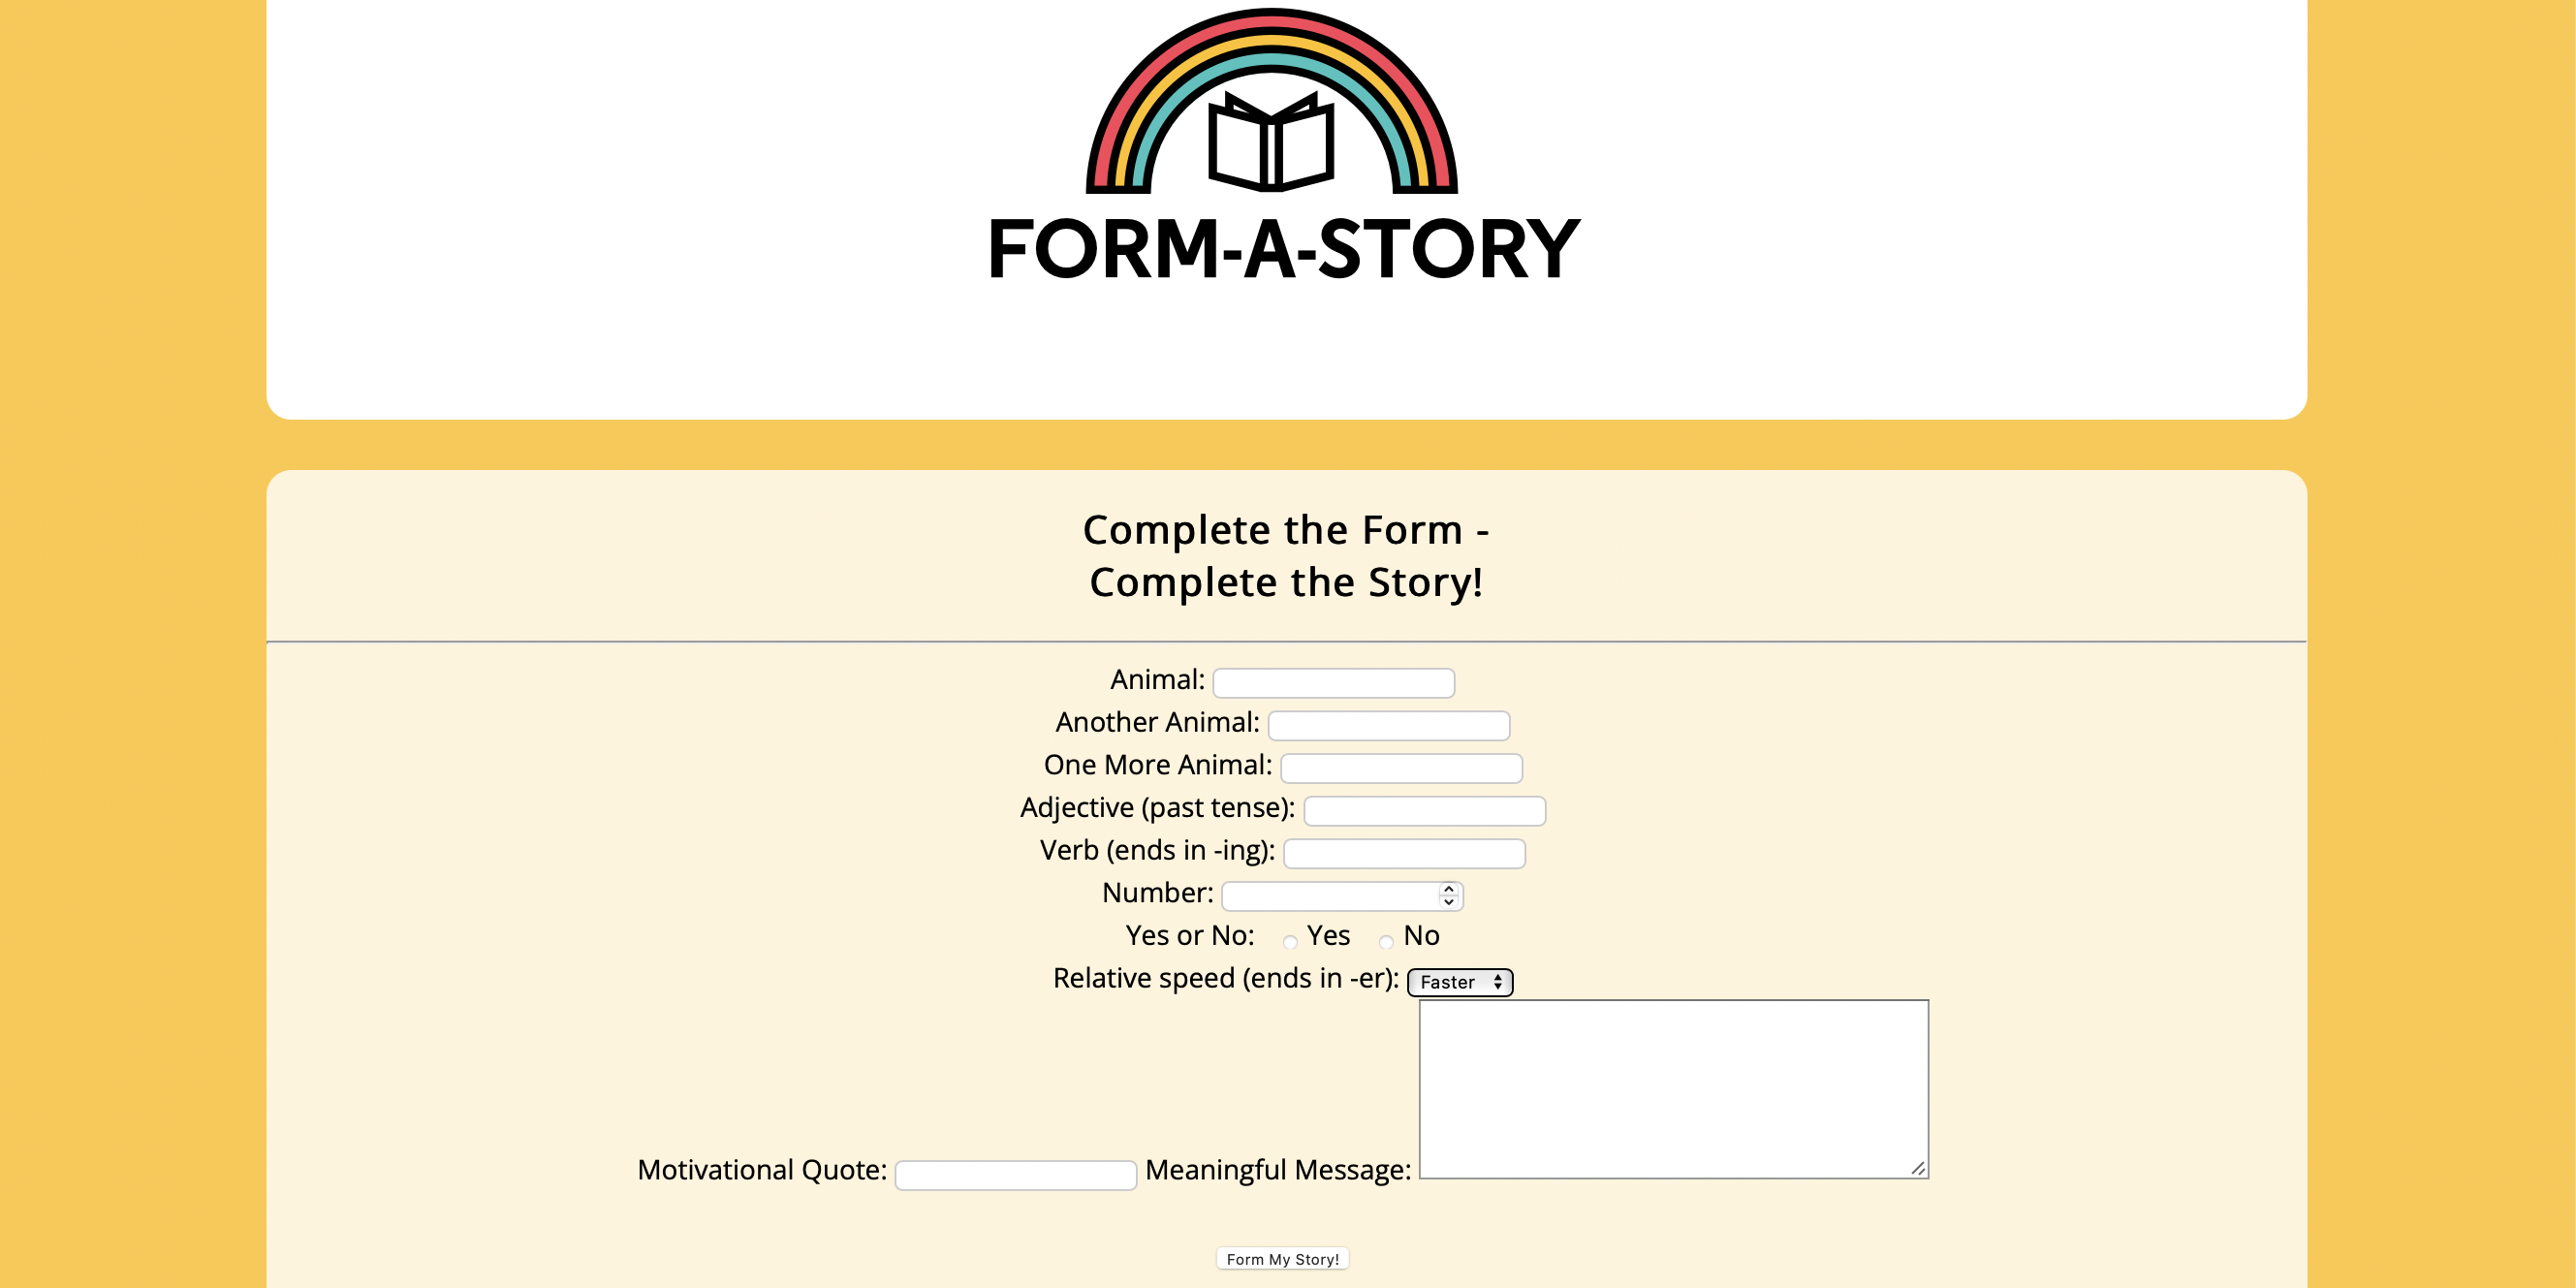 FORM-A-STORY
Complete the Form -
Complete the Story!
Animal:
Another Animal:
One More Animal:
Adjective (past tense):
Verb (ends in -ing):
Number:
Yes or No: Yes No
Relative speed (ends in -er): Faster
Motivational Quote: Meaningful Message:
Form My Story!